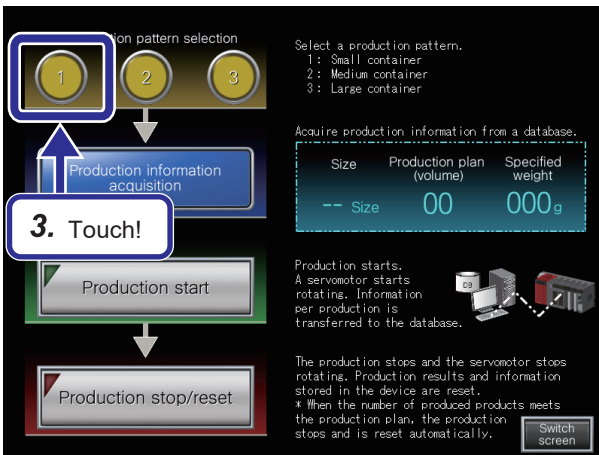 ion pattern selection
1
2
3
Select a production pattern.
1: Small container
2: Medium container
3: Large container
Production information
acquisition
3. Touch!
Acquire production information from a database.
Size
Production plan
(volume)
Specified
weight
-- Size
00
000g
Production start
Production starts.
A servomotor starts
rotating. Information
per production is
transferred to the database.
DB
Production stop/reset
The production stops and the servomotor stops
rotating. Production results and information
stored in the device are reset.
* When the number of produced products meets
the production plan, the production
stops and is reset automatically.
Switch
screen